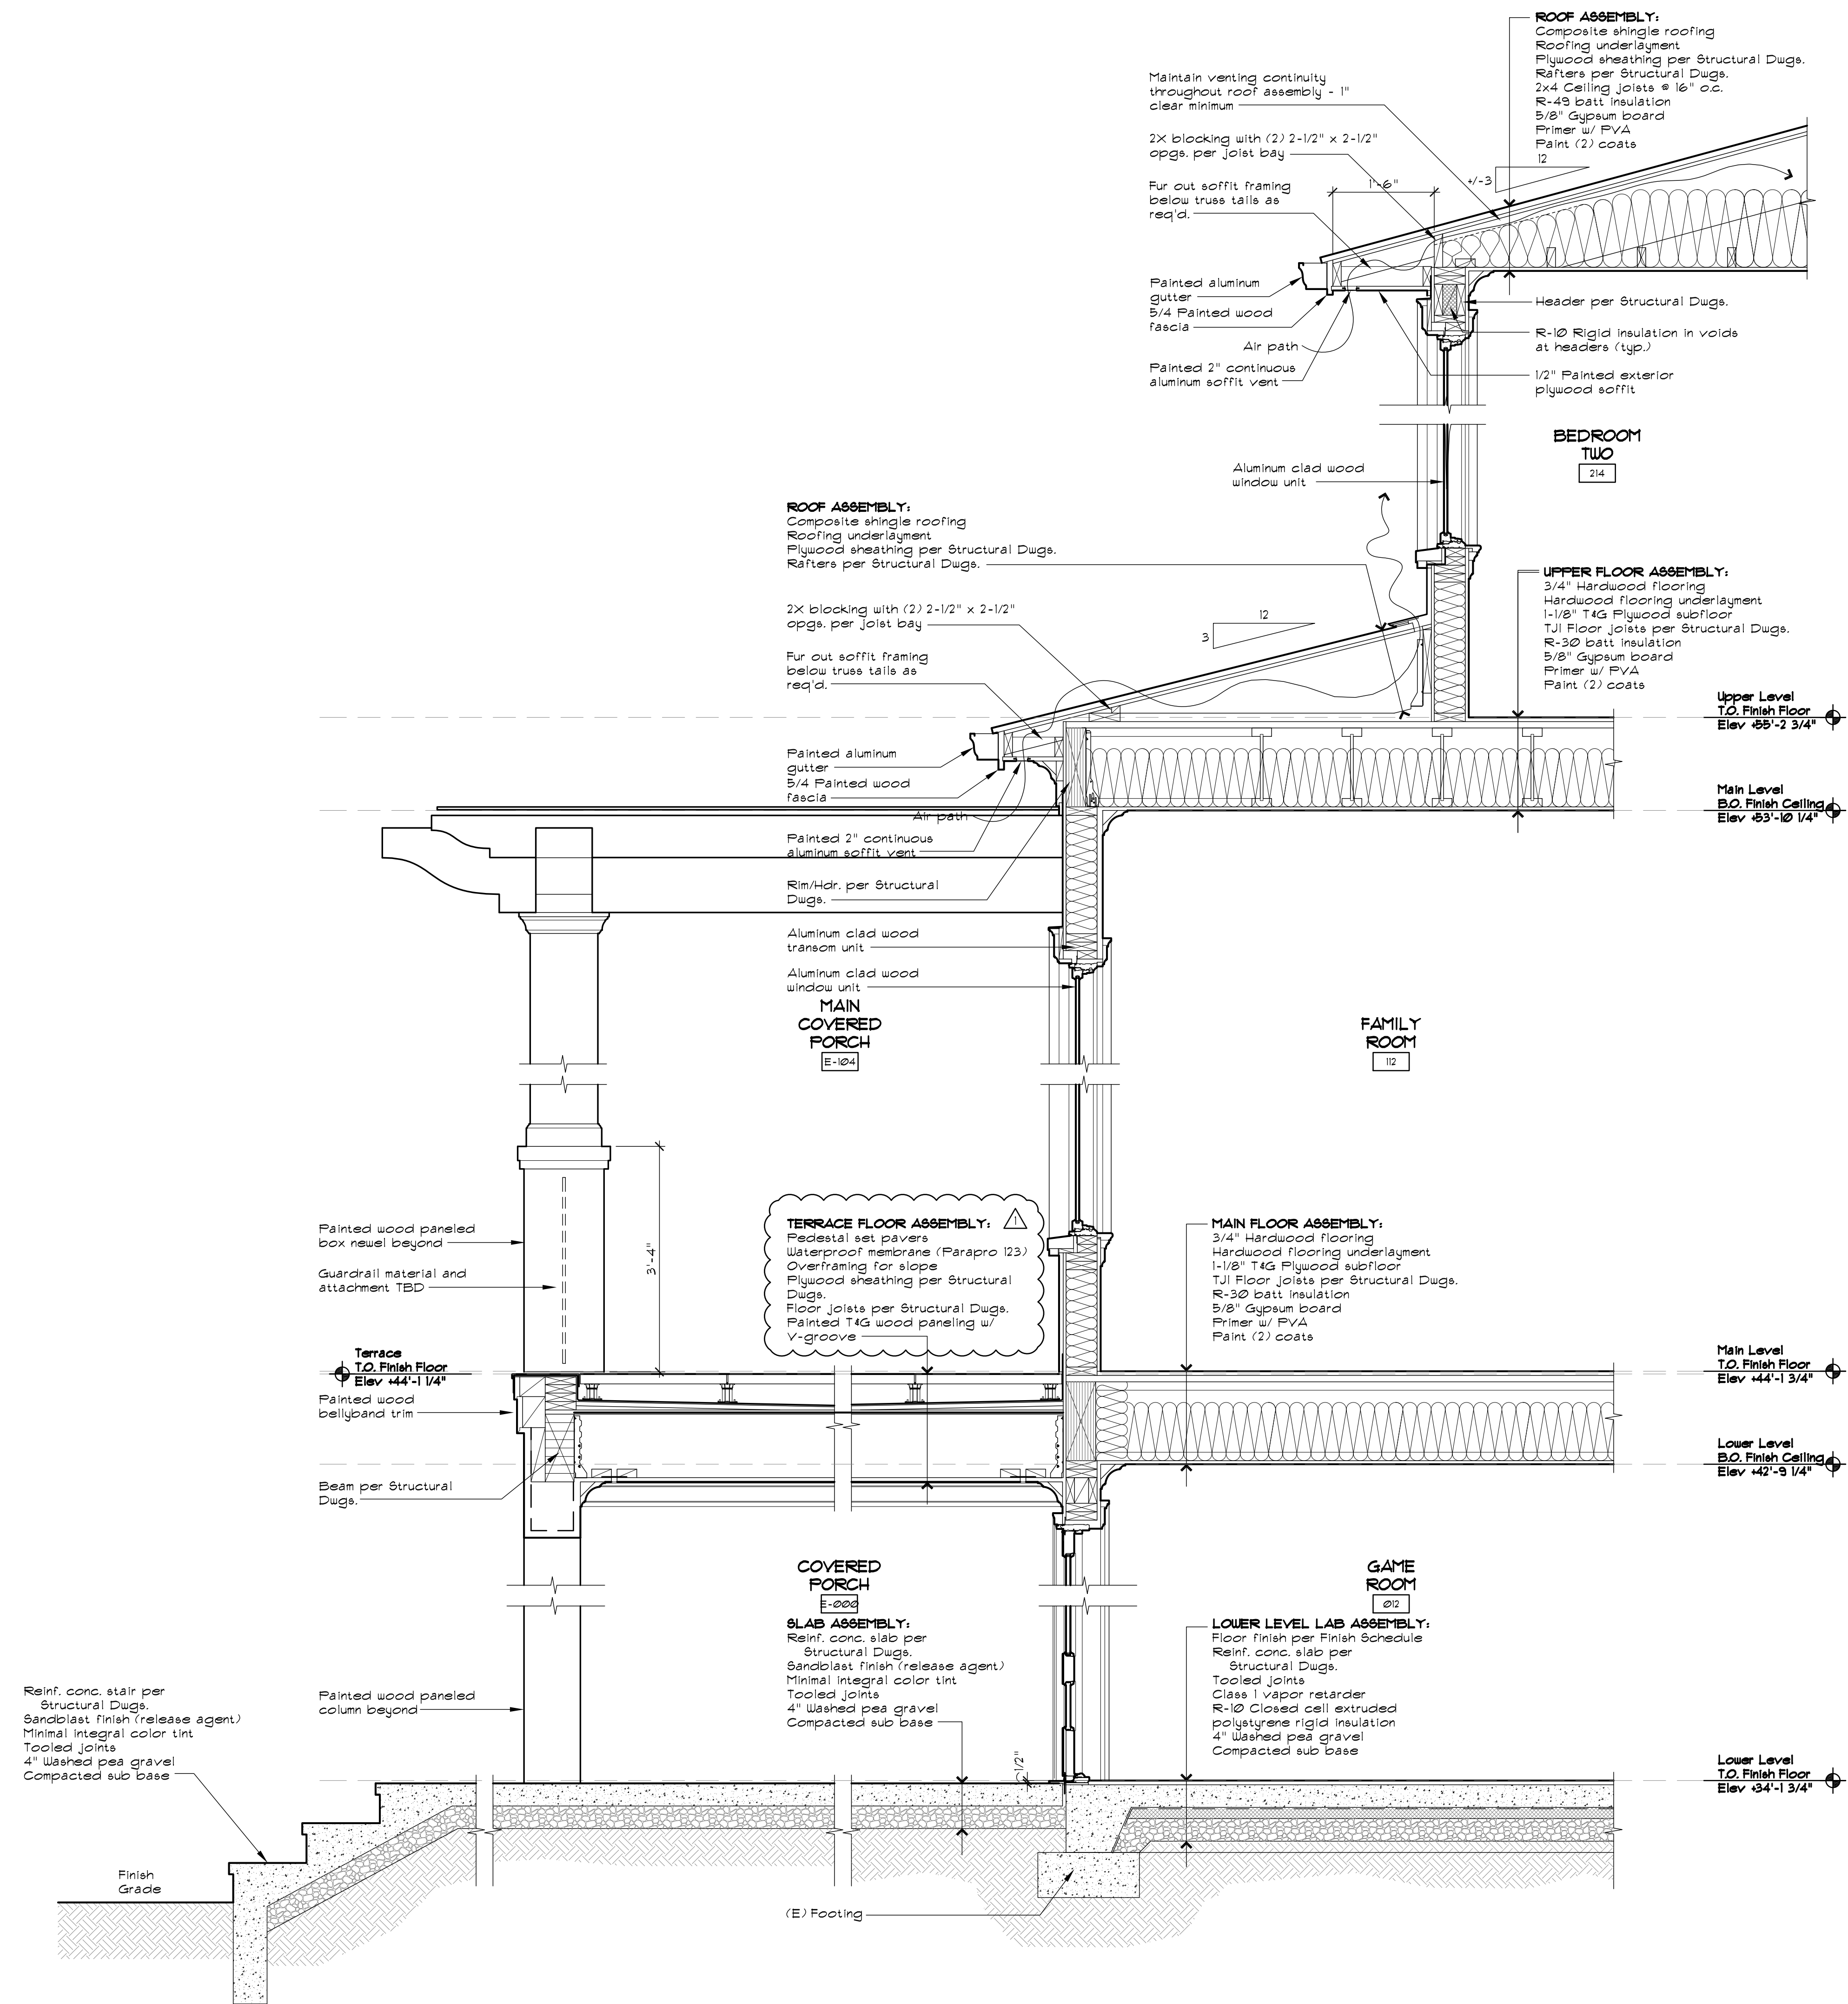 ROOF ASSEMBLY:
Composite shingle roofing
Roofing underlayment
Plywood sheathing per Structural Dwgs.
Rafters per Structural Dwgs.
2x4 Ceiling joists @ 16" o.c.
R-49 batt insulation
5/8" Gypsum board
Primer w/ PVA
Paint (2) coats
12
+/-3
Maintain venting continuity
throughout roof assembly - 1"
clear minimum
2X blocking with (2) 2-1/2" x 2-1/2"
opgs. per joist bay
Fur out soffit framing
below truss tails as
req'd.
1'-6"
Painted aluminum
gutter
5/4 Painted wood
fascia
Air path
Painted 2" continuous
aluminum soffit vent
Header per Structural Dwgs.
R-10 Rigid insulation in voids
at headers (typ.)
1/2" Painted exterior
plywood soffit
BEDROOM
TWO
214
Aluminum clad wood
window unit
ROOF ASSEMBLY:
Composite shingle roofing
Roofing underlayment
Plywood sheathing per Structural Dwgs.
Rafters per Structural Dwgs.
2X blocking with (2) 2-1/2" x 2-1/2"
opgs. per joist bay
12
3
Fur out soffit framing
below truss tails as
req'd.
UPPER FLOOR ASSEMBLY:
3/4" Hardwood flooring
Hardwood flooring underlayment
1-1/8" T&G Plywood subfloor
TJI Floor joists per Structural Dwgs.
R-30 batt insulation
5/8" Gypsum board
Primer w/ PVA
Paint (2) coats
Upper Level
T.O. Finish Floor
Elev +55'-2 3/4"
Painted aluminum
gutter
5/4 Painted wood
fascia
Air path
Main Level
B.O. Finish Ceiling
Elev +53'-10 1/4"
Painted 2" continuous
aluminum soffit vent
Rim/Hdr. per Structural
Dwgs.
Aluminum clad wood
transom unit
Aluminum clad wood
window unit
MAIN
COVERED
PORCH
E-104
FAMILY
ROOM
112
Painted wood paneled
box newel beyond
Guardrail material and
attachment TBD
3'-4"
TERRACE FLOOR ASSEMBLY:
1
Pedestal set pavers
Waterproof membrane (Parapro 123)
Overframing for slope
Plywood sheathing per Structural
Dwgs.
Floor joists per Structural Dwgs.
Painted T&G wood paneling w/
V-groove
MAIN FLOOR ASSEMBLY:
3/4" Hardwood flooring
Hardwood flooring underlayment
1-1/8" T&G Plywood subfloor
TJI Floor joists per Structural Dwgs.
R-30 batt insulation
5/8" Gypsum board
Primer w/ PVA
Paint (2) coats
Terrace
T.O. Finish Floor
Elev +44'-1 1/4"
Main Level
T.O. Finish Floor
Elev +44'-1 3/4"
Painted wood
bellyband trim
Lower Level
B.O. Finish Ceiling
Elev +42'-9 1/4"
Beam per Structural
Dwgs.
COVERED
PORCH
E-000
GAME
ROOM
012
SLAB ASSEMBLY:
Reinf. conc. slab per
Structural Dwgs.
Sandblast finish (release agent)
Minimal integral color tint
Tooled joints
4" Washed pea gravel
Compacted sub base
LOWER LEVEL LAB ASSEMBLY:
Floor finish per Finish Schedule
Reinf. conc. slab per
Structural Dwgs.
Tooled joints
Class 1 vapor retarder
R-10 Closed cell extruded
polystyrene rigid insulation
4" Washed pea gravel
Compacted sub base
Reinf. conc. stair per
Structural Dwgs.
Sandblast finish (release agent)
Minimal integral color tint
Tooled joints
4" Washed pea gravel
Compacted sub base
Painted wood paneled
column beyond
1/2"
Lower Level
T.O. Finish Floor
Elev +34'-1 3/4"
Finish
Grade
(E) Footing